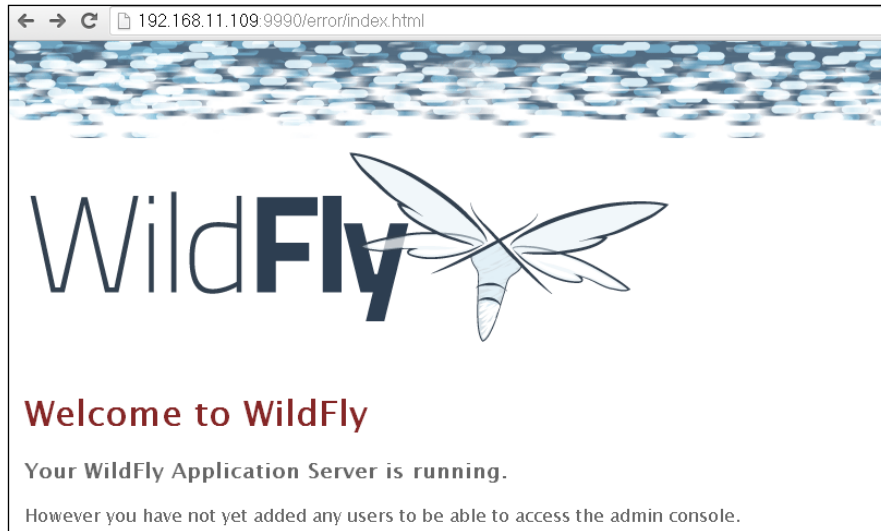 192.168.11.109:9990/error/index.html
WildFly
Welcome to WildFly
Your WildFly Application Server is running.
However you have not yet added any users to be able to access the admin console.